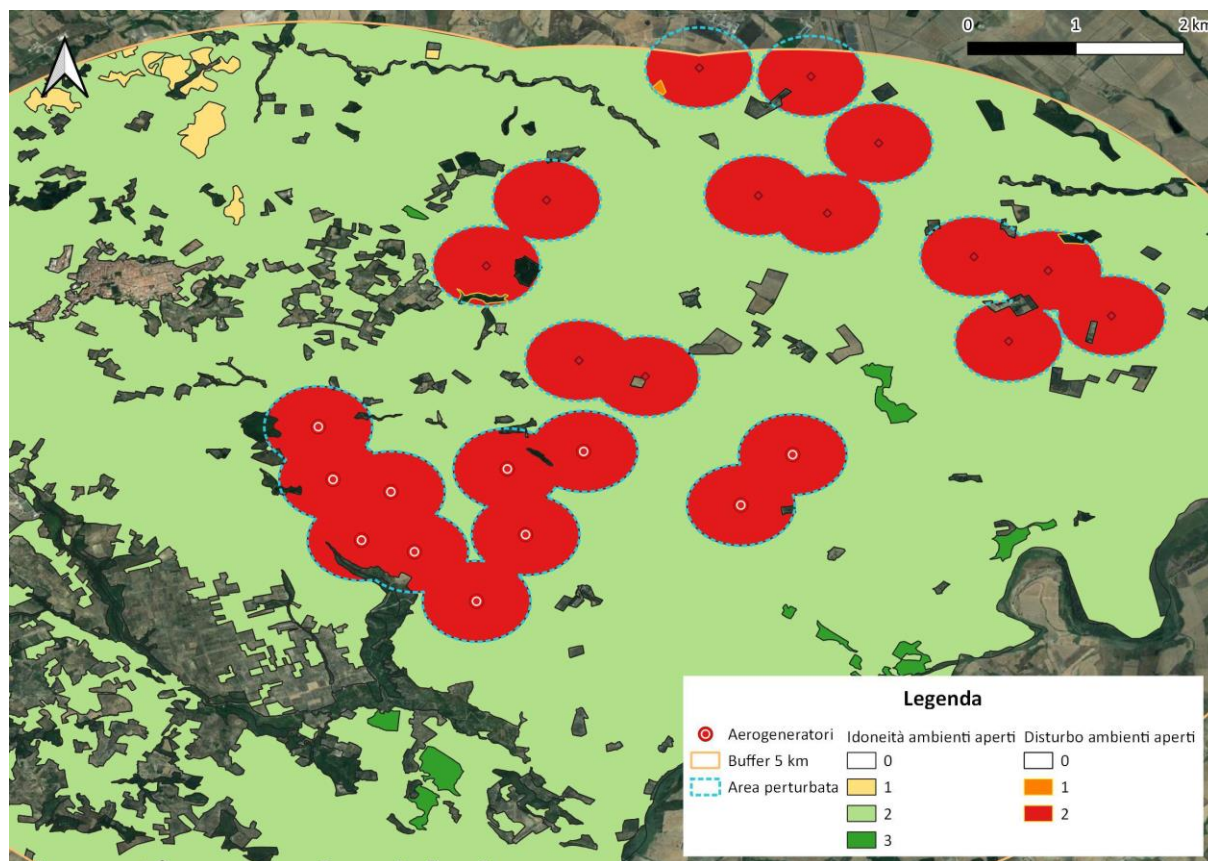 0 1 2 km
Legenda
Aerogeneratori
Buffer 5 km
Area perturbata
Idoneità ambienti aperti
0
1
2
3
Disturbo ambienti aperti
0
1
2